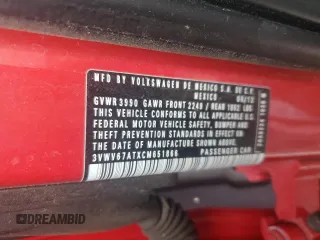 MFD BY VOLKSWAGEN DE MEXICO S.A. DE C.V.
MEXICO
GVWR 3990 GAWR FRONT 2249 / REAR 1852 LBS
THIS VEHICLE CONFORMS TO ALL APPLICABLE U.S.
FEDERAL MOTOR VEHICLE SAFETY, BUMPER, AND
THEFT PREVENTION STANDARDS IN EFFECT ON
THE DATE OF MANUFACTURE SHOWN ABOVE.
3VWV67ATXCM651086 PASSENGER CAR
DREAMBID